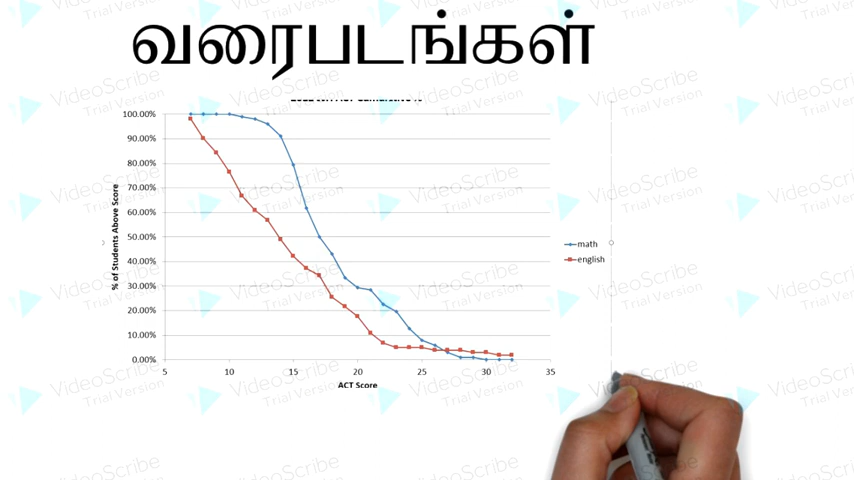 வரைபடங்கள்
100.00%
90.00%
80.00%
70.00%
60.00%
50.00%
40.00%
30.00%
20.00%
10.00%
0.00%
% of Students Above Score
5 10 15 20 25 30 35
ACT Score
math
english
VideoScribe
Trial Version